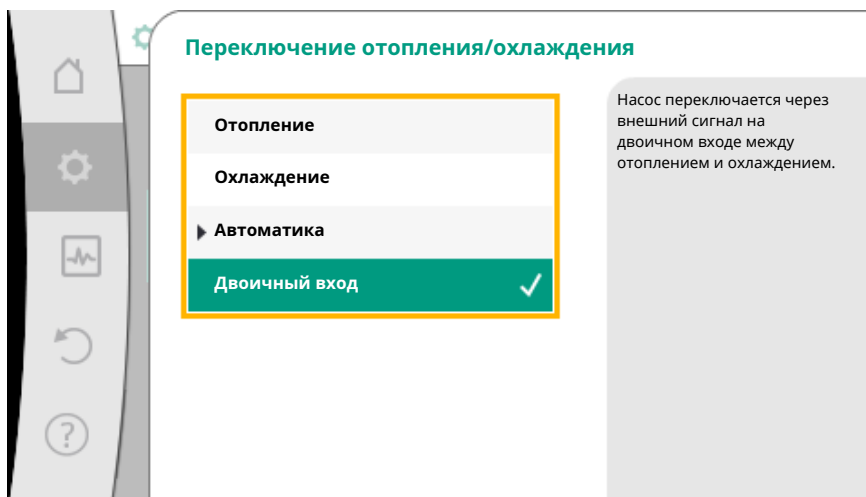 Переключение отопления/охлаждения
Отопление
Охлаждение
Автоматика
Двоичный вход
Насос переключается через
внешний сигнал на
двоичном входе между
отоплением и охлаждением.
?